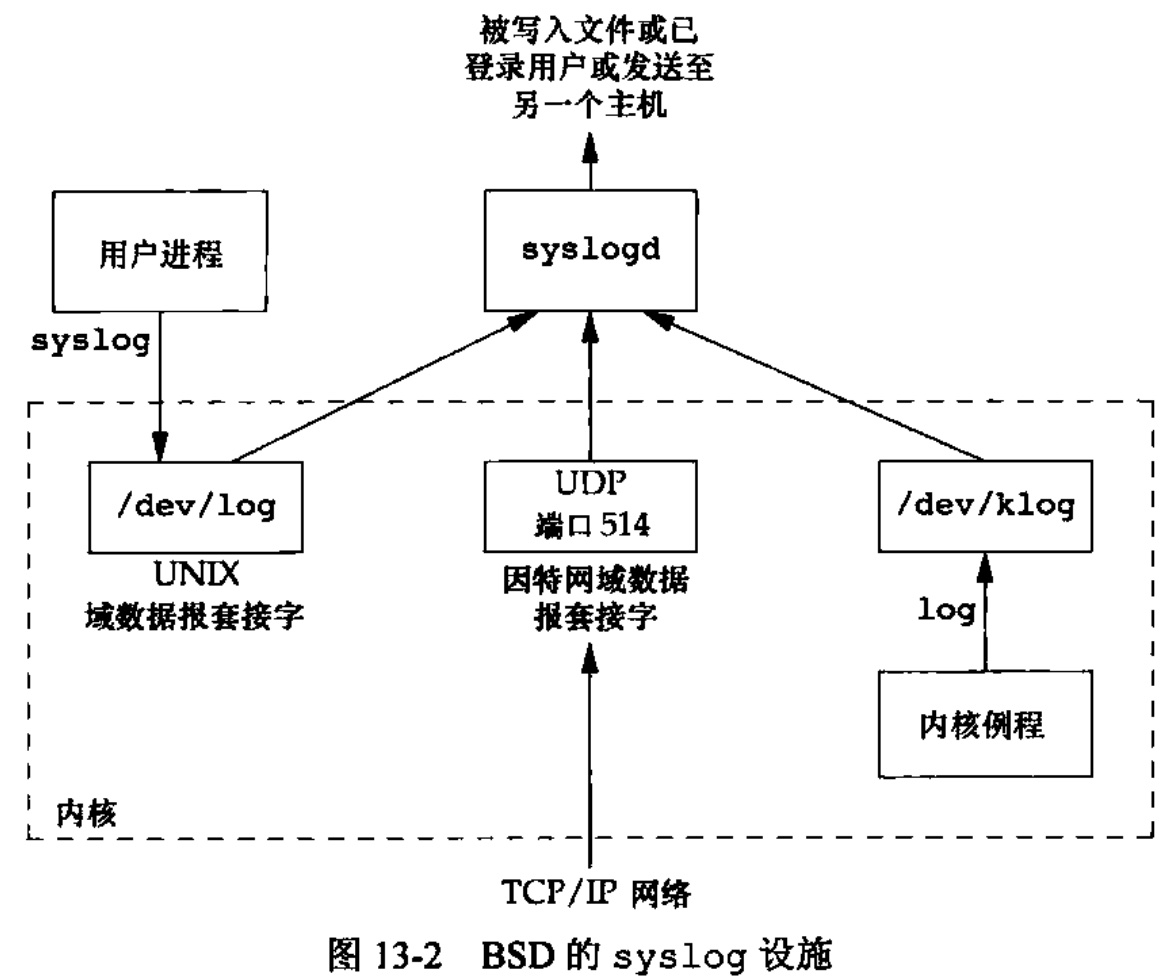 被写入文件或已
登录用户或发送至
另一个主机
用户进程
syslogd
syslog
/dev/log
UDP
端口 514
/dev/klog
UNIX
域数据报套接字
因特网域数据
报套接字
log
内核例程
内核
TCP/IP 网络
图 13-2 BSD 的 syslog 设施